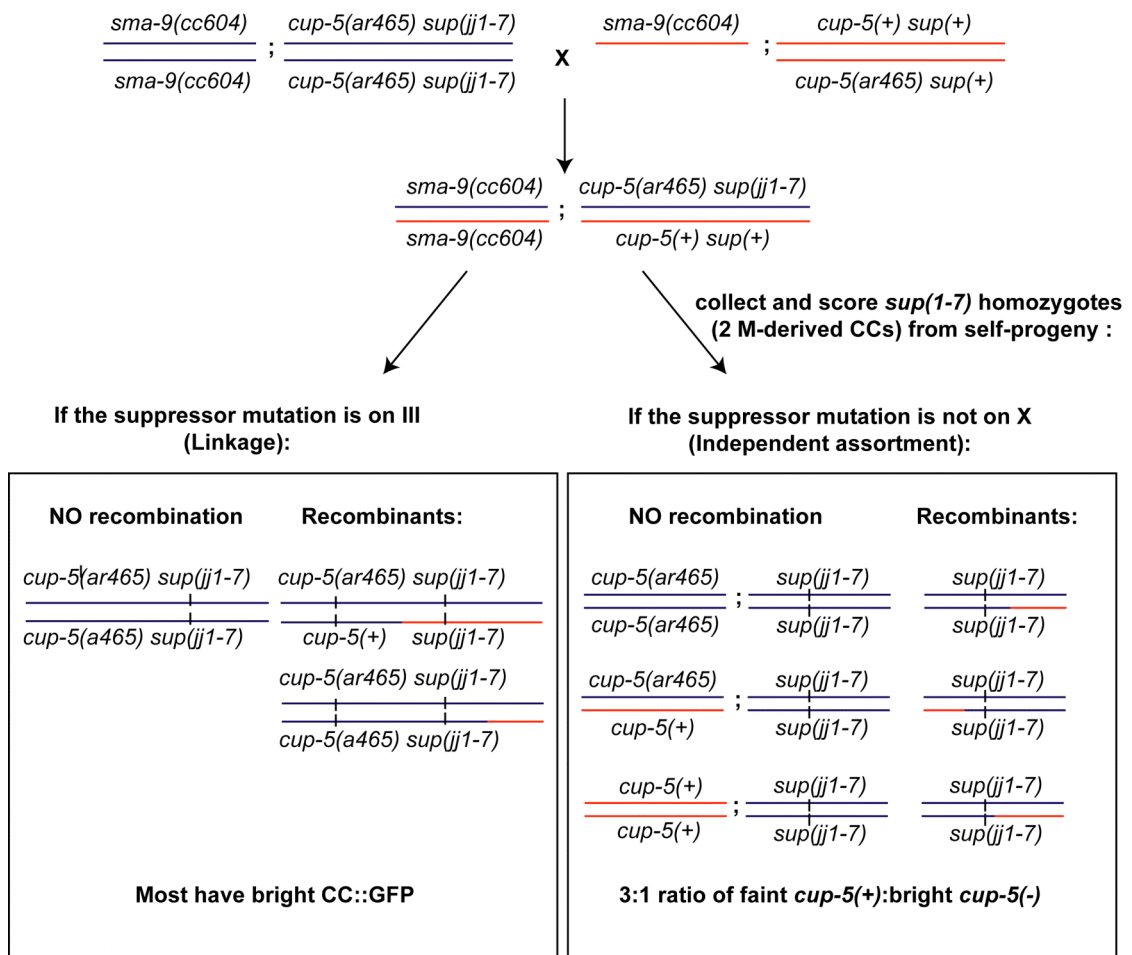 sma-9(cc604) ; cup-5(ar465) sup(jj1-7)
sma-9(cc604) cup-5(ar465) sup(jj1-7)
X
sma-9(cc604) ; cup-5(+) sup(+)
cup-5(ar465) sup(+)
sma-9(cc604) ; cup-5(ar465) sup(jj1-7)
sma-9(cc604) cup-5(+) sup(+)
collect and score sup(1-7) homozygotes
(2 M-derived CCs) from self-progeny :
If the suppressor mutation is on III
(Linkage):
NO recombination
cup-5(ar465) sup(jj1-7)
cup-5(a465) sup(jj1-7)
Recombinants:
cup-5(ar465) sup(jj1-7)
cup-5(+) sup(jj1-7)
cup-5(ar465) sup(jj1-7)
cup-5(a465) sup(jj1-7)
Most have bright CC::GFP
If the suppressor mutation is not on X
(Independent assortment):
NO recombination
Recombinants:
cup-5(ar465) ; sup(jj1-7) sup(jj1-7)
cup-5(ar465) sup(jj1-7) sup(jj1-7)
cup-5(ar465) ; sup(jj1-7) sup(jj1-7)
cup-5(+) sup(jj1-7) sup(jj1-7)
cup-5(+) ; sup(jj1-7) sup(jj1-7)
cup-5(+) sup(jj1-7) sup(jj1-7)
3:1 ratio of faint cup-5(+):bright cup-5(-)